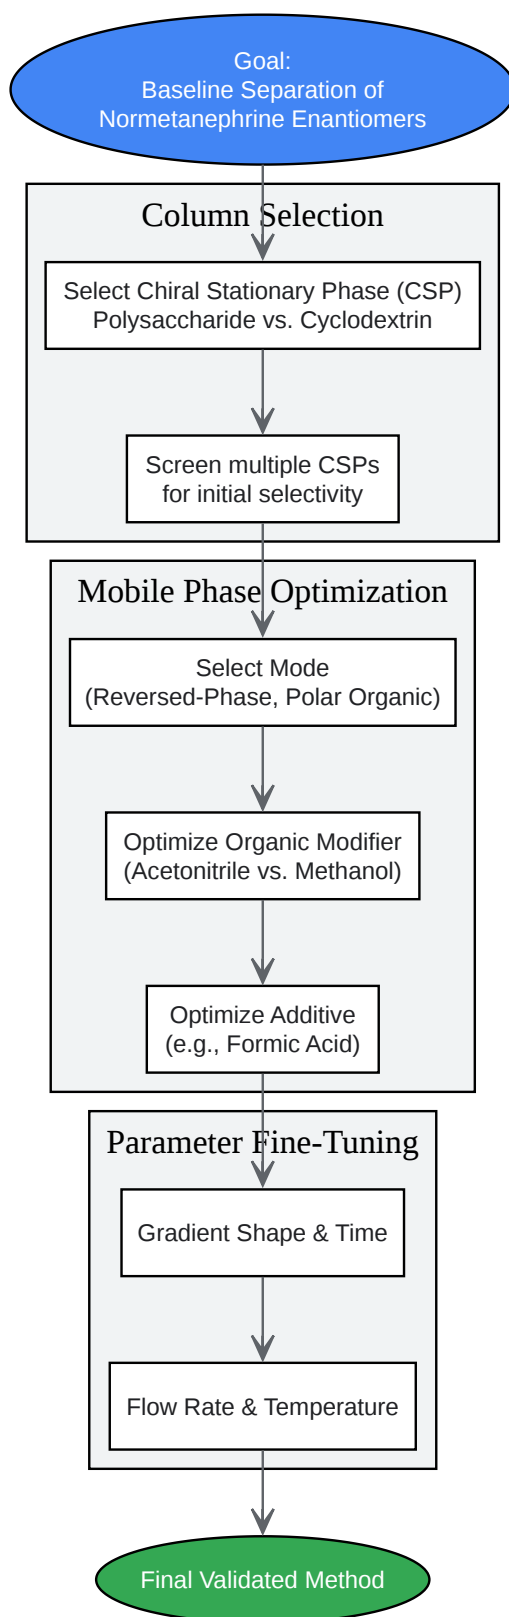 Goal:
Baseline Separation of
Normetanephrine Enantiomers
Column Selection
Select Chiral Stationary Phase (CSP)
Polysaccharide vs. Cyclodextrin
Screen multiple CSPs
for initial selectivity
Mobile Phase Optimization
Select Mode
(Reversed-Phase, Polar Organic)
Optimize Organic Modifier
(Acetonitrile vs. Methanol)
Optimize Additive
(e.g., Formic Acid)
Parameter Fine-Tuning
Gradient Shape & Time
Flow Rate & Temperature
Final Validated Method